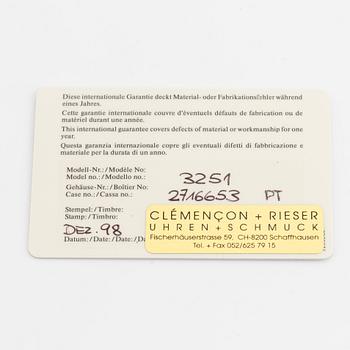 Diese internationale Garantie deckt Material- oder Fabrikationsfehler während
eines Jahres.
Cette garantie internationale couvre d'éventuels défauts de fabrication ou de
matériel durant une année.
This international guarantee covers defects of material or workmanship for one
year.
Questa garanzia internazionale copre gli eventuali difetti di fabbricazione e
materiale per la durata di un anno.
Modell-Nr./Modèle No:
Model no.:/Modello no.: 3251
Gehäuse-Nr./Boîtier No:
Case no./Cassa no.: 2716653 PT
Stempel:/Timbre:
Stamp:/Timbro:
DEZ. 98
Datum:/Date:/Date:/Data:
CLÉMENÇON + RIESER
UHREN + SCHMUCK
Fischerhäuserstrasse 59, CH-8200 Schaffhausen
Tel. + Fax 052/625 79 15